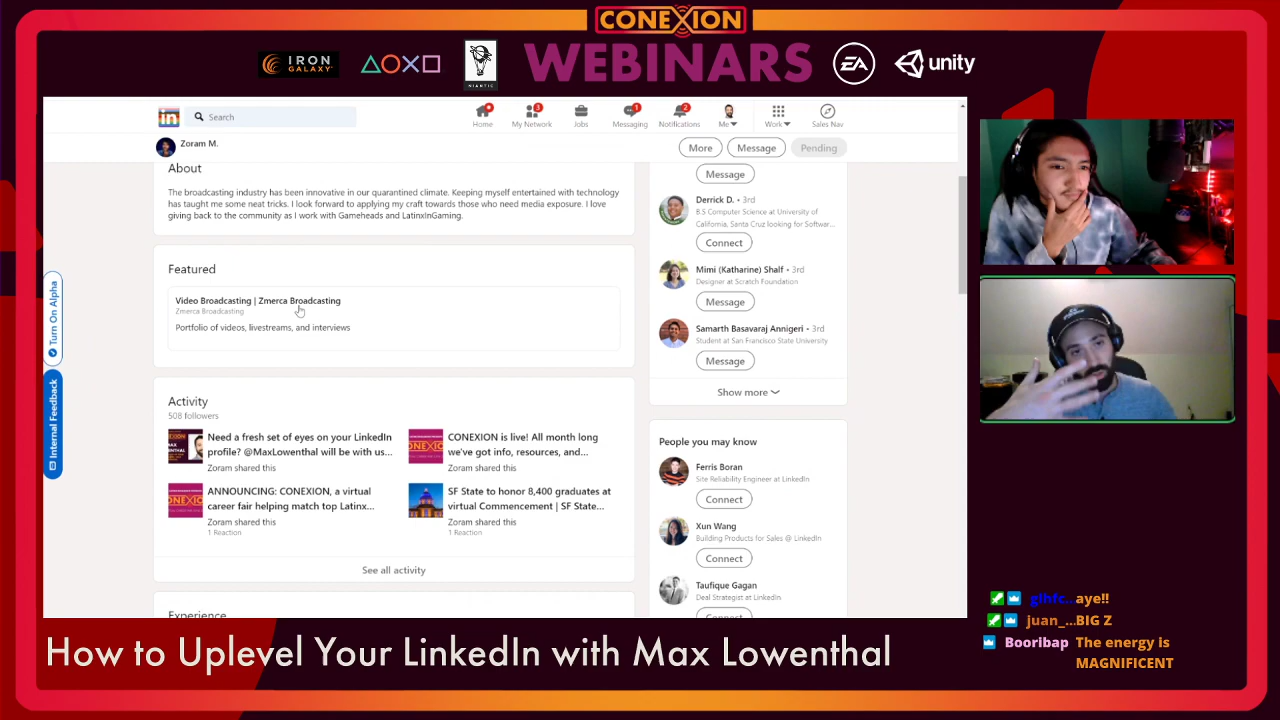 CONEXION
WEBINARS
IRON
GALAXY
NIANTIC
EA
unity
in
Search
Home
My Network
3
Jobs
Messaging
1
Notifications
2
Me
Work
Sales Nav
Zoram M.
More
Message
Pending
About
The broadcasting industry has been innovative in our quarantined climate. Keeping myself entertained with technology
has taught me some neat tricks. I look forward to applying my craft towards those who need media exposure. I love
giving back to the community as I work with Gameheads and LatinxInGaming.
Featured
Video Broadcasting | Zmerca Broadcasting
Zmerca Broadcasting
Portfolio of videos, livestreams, and interviews
Activity
508 followers
Need a fresh set of eyes on your LinkedIn
profile? @MaxLowenthal will be with us...
Zoram shared this
CONEXION is live! All month long
we've got info, resources, and...
Zoram shared this
ANNOUNCING: CONEXION, a virtual
career fair helping match top Latinx...
Zoram shared this
1 Reaction
SF State to honor 8,400 graduates at
virtual Commencement | SF State...
Zoram shared this
1 Reaction
See all activity
Experience
Message
Derrick D. • 3rd
B.S Computer Science at University of
California, Santa Cruz looking for Softwar...
Connect
Mimi (Katharine) Shalf • 3rd
Designer at Scratch Foundation
Message
Samarth Basavaraj Annigeri • 3rd
Student at San Francisco State University
Message
Show more
People you may know
Ferris Boran
Site Reliability Engineer at LinkedIn
Connect
Xun Wang
Building Products for Sales @ LinkedIn
Connect
Taufique Gagan
Deal Strategist at LinkedIn
Connect
Turn On Alpha
Internal Feedback
glhfc... aye!!
juan_... BIG Z
Booribap The energy is
MAGNIFICENT
How to Uplevel Your LinkedIn with Max Lowenthal